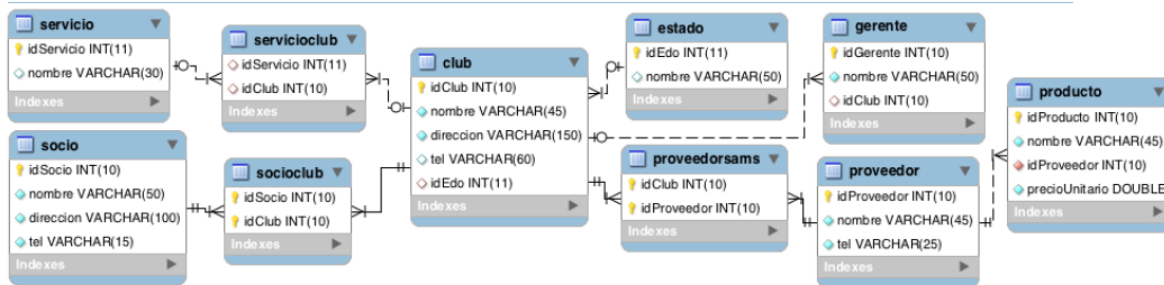 servicio
idServicio INT(11)
nombre VARCHAR(30)
Indexes
servicioclub
idServicio INT(11)
idClub INT(10)
Indexes
socio
idSocio INT(10)
nombre VARCHAR(50)
direccion VARCHAR(100)
tel VARCHAR(15)
Indexes
socioclub
idSocio INT(10)
idClub INT(10)
Indexes
club
idClub INT(10)
nombre VARCHAR(45)
direccion VARCHAR(150)
tel VARCHAR(60)
idEdo INT(11)
Indexes
estado
idEdo INT(11)
nombre VARCHAR(50)
Indexes
proveedorsams
idClub INT(10)
idProveedor INT(10)
Indexes
gerente
idGerente INT(10)
nombre VARCHAR(50)
idClub INT(10)
Indexes
proveedor
idProveedor INT(10)
nombre VARCHAR(45)
tel VARCHAR(25)
Indexes
producto
idProducto INT(10)
nombre VARCHAR(45)
idProveedor INT(10)
precioUnitario DOUBLE
Indexes